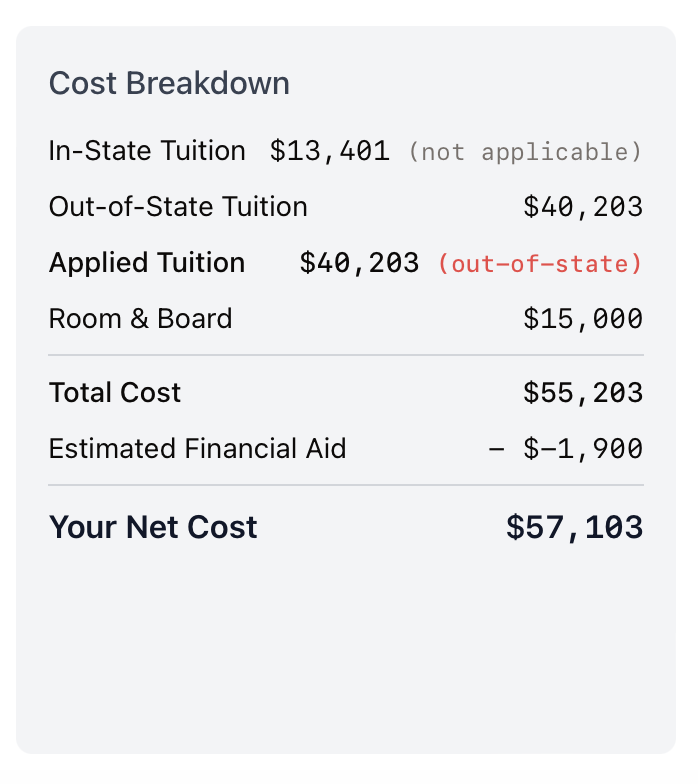 Cost Breakdown
In-State Tuition $13,401 (not applicable)
Out-of-State Tuition $40,203
Applied Tuition $40,203 (out-of-state)
Room & Board $15,000
Total Cost $55,203
Estimated Financial Aid - $-1,900
Your Net Cost $57,103